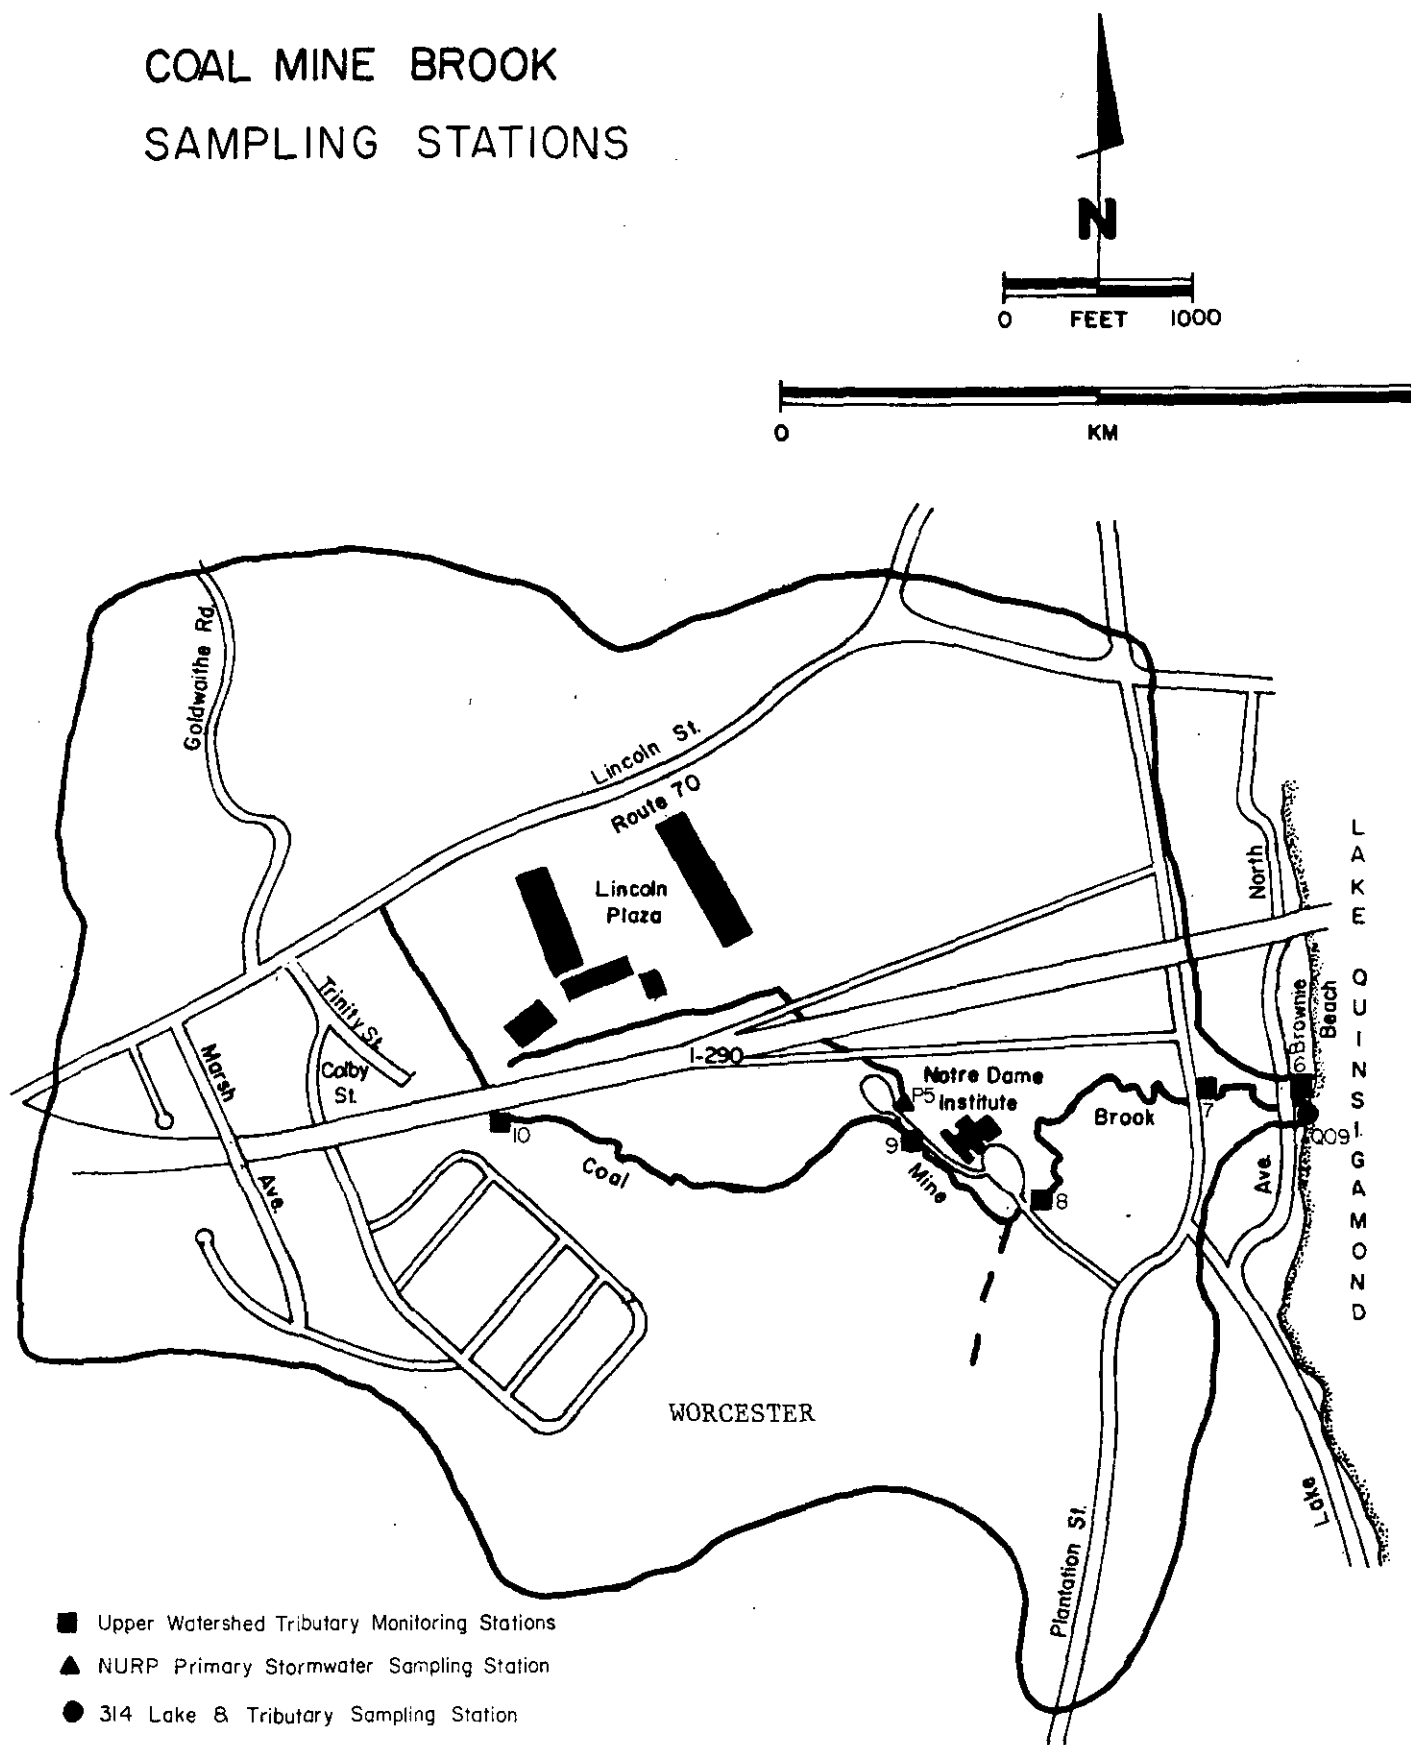 COAL MINE BROOK
SAMPLING STATIONS
N
0 FEET 1000
0 KM
Goldwaithe Rd.
Lincoln St.
Route 70
Lincoln
Plaza
Trinity St.
Colby
St.
Marsh
Ave.
I-290
North
Ave.
LAKE QUINSIGAMOND
Brownie
Beach
6
7
Q09
P5
Notre Dame
Institute
Brook
10
Coal
9
Mine
8
WORCESTER
Plantation St.
Lake
Upper Watershed Tributary Monitoring Stations
NURP Primary Stormwater Sampling Station
314 Lake & Tributary Sampling Station